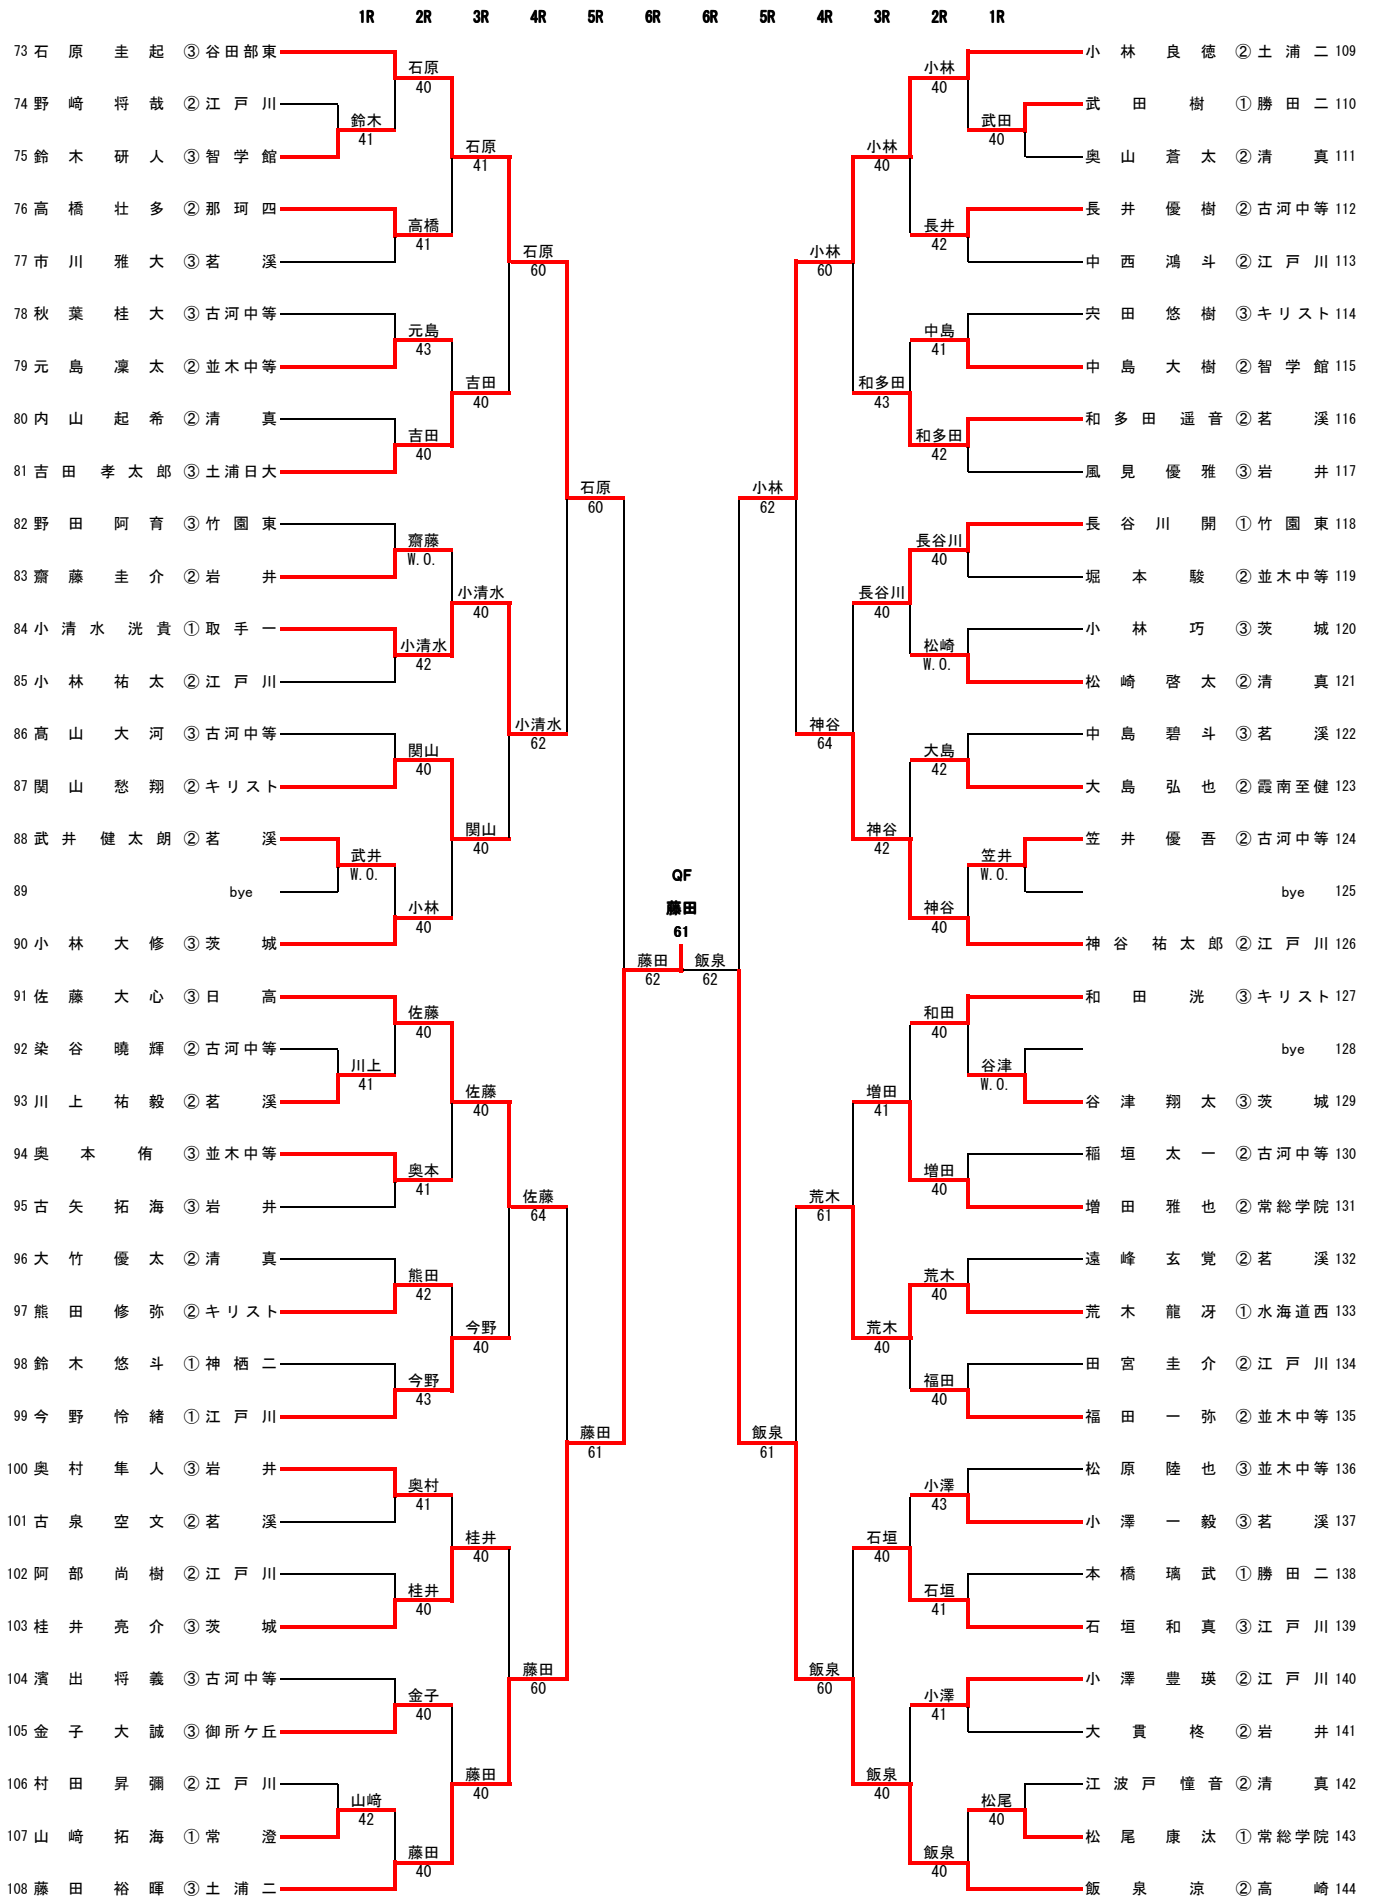 1R 2R 3R 4R 5R 6R 6R 5R 4R 3R 2R 1R
73 石原 圭起 ③ 谷田部東
74 野﨑 将哉 ② 江戸川
75 鈴木 研人 ③ 智学館
76 高橋 壮多 ② 那珂四
77 市川 雅大 ③ 茗溪
78 秋葉 桂大 ③ 古河中等
79 元島 凜太 ② 並木中等
80 内山 起希 ② 清真
81 吉田 孝太郎 ③ 土浦日大
82 野田 阿育 ③ 竹園東
83 齋藤 圭介 ② 岩井
84 小清水 洸貴 ① 取手一
85 小林 祐太 ② 江戸川
86 髙山 大河 ③ 古河中等
87 関山 愁翔 ② キリスト
88 武井 健太朗 ② 茗溪
89 bye
90 小林 大修 ③ 茨城
91 佐藤 大心 ③ 日高
92 染谷 曉輝 ② 古河中等
93 川上 祐毅 ② 茗溪
94 奥本 侑 ③ 並木中等
95 古矢 拓海 ③ 岩井
96 大竹 優太 ② 清真
97 熊田 修弥 ② キリスト
98 鈴木 悠斗 ① 神栖二
99 今野 怜緒 ① 江戸川
100 奥村 隼人 ③ 岩井
101 古泉 空文 ② 茗溪
102 阿部 尚樹 ② 江戸川
103 桂井 亮介 ③ 茨城
104 濱出 将義 ③ 古河中等
105 金子 大誠 ③ 御所ケ丘
106 村田 昇彌 ② 江戸川
107 山﨑 拓海 ① 常澄
108 藤田 裕暉 ③ 土浦二
鈴木
41
武井
W.O.
川上
41
山﨑
42
石原
40
高橋
41
元島
43
吉田
40
齋藤
W.O.
小清水
42
関山
40
小林
40
佐藤
40
奥本
41
熊田
42
今野
43
奥村
41
桂井
40
金子
40
藤田
40
石原
41
吉田
40
小清水
40
関山
40
佐藤
40
今野
40
桂井
40
藤田
40
石原
60
小清水
62
佐藤
64
藤田
60
石原
60
藤田
61
藤田
62
QF
藤田
61
飯泉
62
小林
62
飯泉
61
小林
60
神谷
64
荒木
61
飯泉
60
小林
40
和多田
43
長谷川
40
神谷
42
増田
41
荒木
40
石垣
40
飯泉
40
小林
40
長井
42
中島
41
和多田
42
長谷川
40
松崎
W.O.
大島
42
神谷
40
和田
40
増田
40
荒木
40
福田
40
小澤
43
石垣
41
小澤
41
飯泉
40
武田
40
笠井
W.O.
谷津
W.O.
松尾
40
小林 良徳 ② 土浦二 109
武田 樹 ① 勝田二 110
奥山 蒼太 ② 清真 111
長井 優樹 ② 古河中等 112
中西 鴻斗 ② 江戸川 113
宍田 悠樹 ③ キリスト 114
中島 大樹 ② 智学館 115
和多田 遥音 ② 茗溪 116
風見 優雅 ③ 岩井 117
長谷川 開 ① 竹園東 118
堀本 駿 ② 並木中等 119
小林 巧 ③ 茨城 120
松崎 啓太 ② 清真 121
中島 碧斗 ③ 茗溪 122
大島 弘也 ② 霞南至健 123
笠井 優吾 ② 古河中等 124
bye 125
神谷 祐太郎 ② 江戸川 126
和田 洸 ③ キリスト 127
bye 128
谷津 翔太 ③ 茨城 129
稲垣 太一 ② 古河中等 130
増田 雅也 ② 常総学院 131
遠峰 玄覚 ② 茗溪 132
荒木 龍冴 ① 水海道西 133
田宮 圭介 ② 江戸川 134
福田 一弥 ② 並木中等 135
松原 陸也 ③ 並木中等 136
小澤 一毅 ③ 茗溪 137
本橋 璃武 ① 勝田二 138
石垣 和真 ③ 江戸川 139
小澤 豊瑛 ② 江戸川 140
大貫 柊 ② 岩井 141
江波戸 憧音 ② 清真 142
松尾 康汰 ① 常総学院 143
飯泉 涼 ② 高崎 144